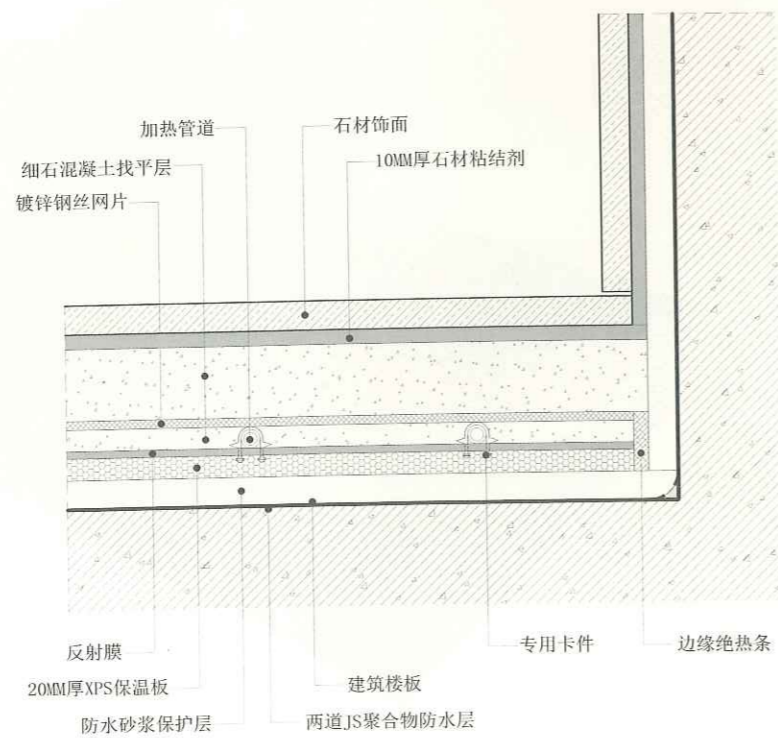 加热管道
石材饰面
细石混凝土找平层
10MM厚石材粘结剂
镀锌钢丝网片
反射膜
专用卡件
边缘绝热条
20MM厚XPS保温板
建筑楼板
防水砂浆保护层
两道JS聚合物防水层